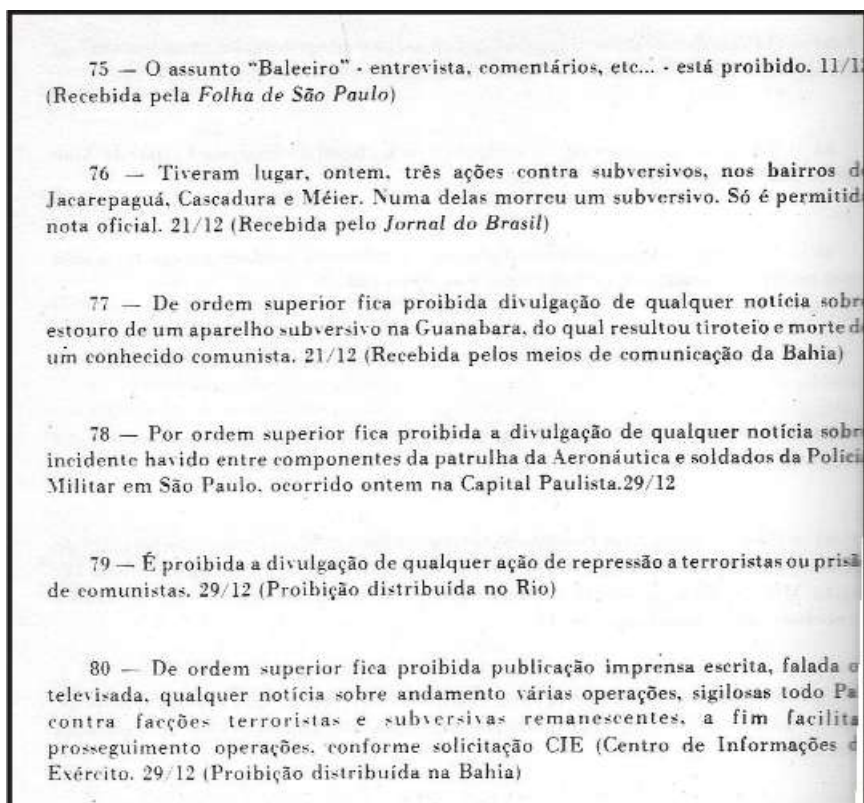 75 — O assunto “Baleeiro” - entrevista, comentários, etc... - está proibido. 11/12
(Recebida pela Folha de São Paulo)
76 — Tiveram lugar, ontem, três ações contra subversivos, nos bairros d
Jacarepaguá, Cascadura e Méier. Numa delas morreu um subversivo. Só é permitid
nota oficial. 21/12 (Recebida pelo Jornal do Brasil)
77 — De ordem superior fica proibida divulgação de qualquer notícia sobre
estouro de um aparelho subversivo na Guanabara, do qual resultou tiroteio e morte d
um conhecido comunista. 21/12 (Recebida pelos meios de comunicação da Bahia)
78 — Por ordem superior fica proibida a divulgação de qualquer notícia sobre
incidente havido entre componentes da patrulha da Aeronáutica e soldados da Polícia
Militar em São Paulo, ocorrido ontem na Capital Paulista.29/12
79 — É proibida a divulgação de qualquer ação de repressão a terroristas ou prisã
de comunistas. 29/12 (Proibição distribuída no Rio)
80 — De ordem superior fica proibida publicação imprensa escrita, falada o
televisada, qualquer notícia sobre andamento várias operações, sigilosas todo Pa
contra facções terroristas e subversivas remanescentes, a fim facilita
prosseguimento operações, conforme solicitação CIE (Centro de Informações d
Exército. 29/12 (Proibição distribuída na Bahia)